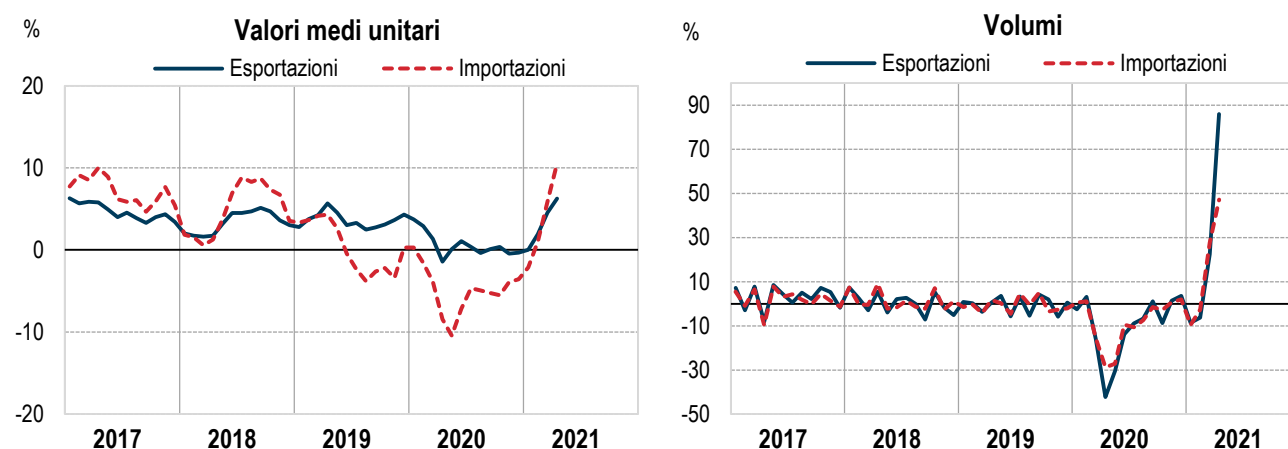 % Valori medi unitari
Esportazioni Importazioni
20
10
0
-10
-20
2017 2018 2019 2020 2021
% Volumi
Esportazioni Importazioni
90
70
50
30
10
-10
-30
-50
2017 2018 2019 2020 2021